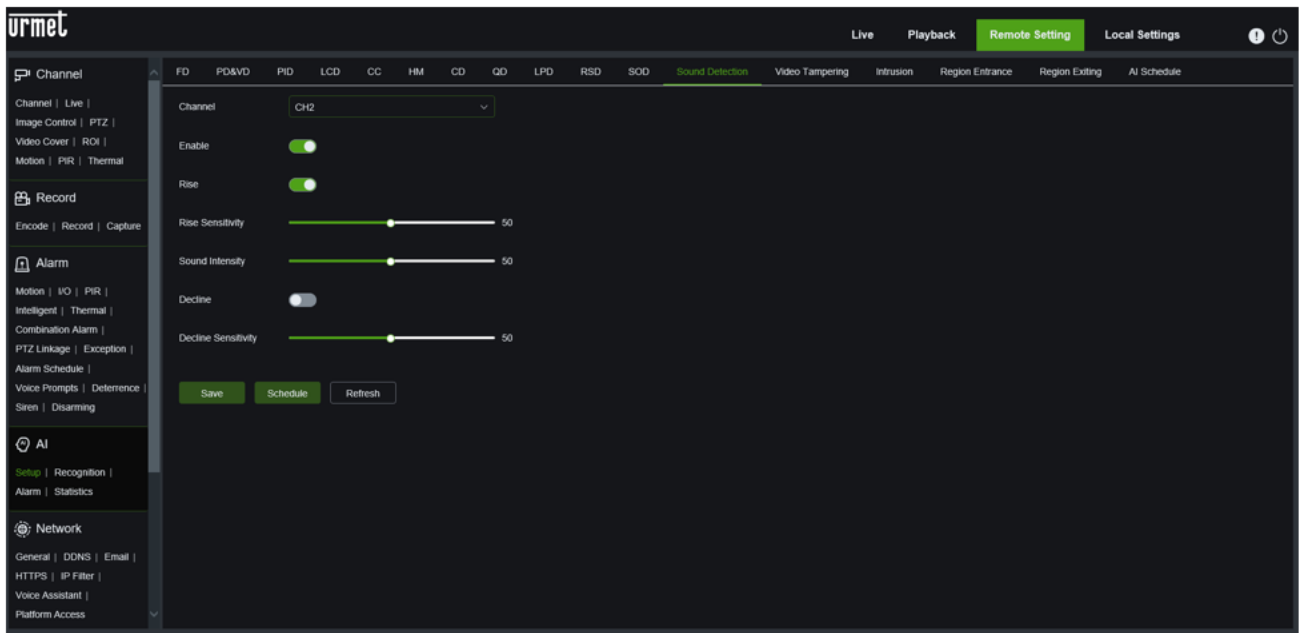 urmet
Live Playback Remote Setting Local Settings
Channel
Channel | Live |
Image Control | PTZ |
Video Cover | ROI |
Motion | PIR | Thermal
Record
Encode | Record | Capture
Alarm
Motion | I/O | PIR |
Intelligent | Thermal |
Combination Alarm |
PTZ Linkage | Exception |
Alarm Schedule |
Voice Prompts | Deterrence |
Siren | Disarming
AI
Setup | Recognition |
Alarm | Statistics
Network
General | DDNS | Email |
HTTPS | IP Filter |
Voice Assistant |
Platform Access
FD PD&VD PID LCD CC HM CD QD LPD RSD SOD Sound Detection Video Tampering Intrusion Region Entrance Region Exiting AI Schedule
Channel CH2
Enable
Rise
Rise Sensitivity 50
Sound Intensity 50
Decline
Decline Sensitivity 50
Save Schedule Refresh